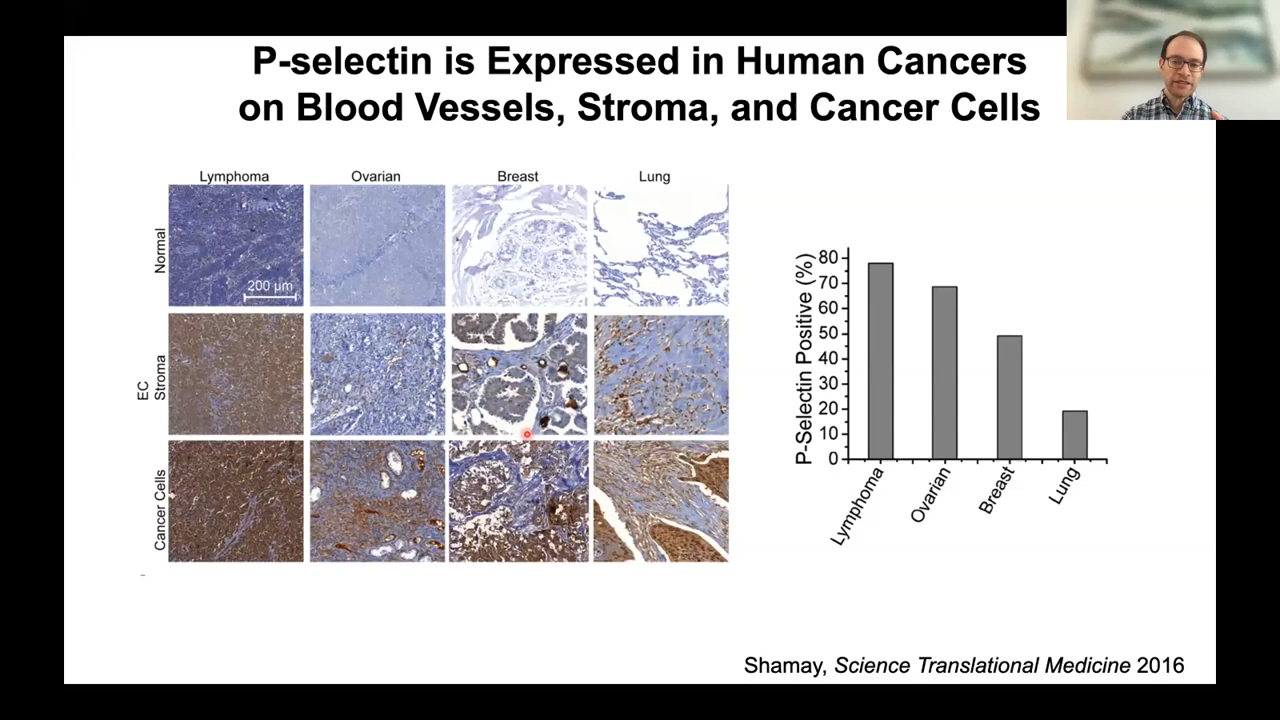 P-selectin is Expressed in Human Cancers
on Blood Vessels, Stroma, and Cancer Cells
Lymphoma
Ovarian
Breast
Lung
Normal
200 µm
EC
Stroma
Cancer Cells
P-Selectin Positive (%)
80
70
60
50
40
30
20
10
0
Lymphoma
Ovarian
Breast
Lung
Shamay, Science Translational Medicine 2016